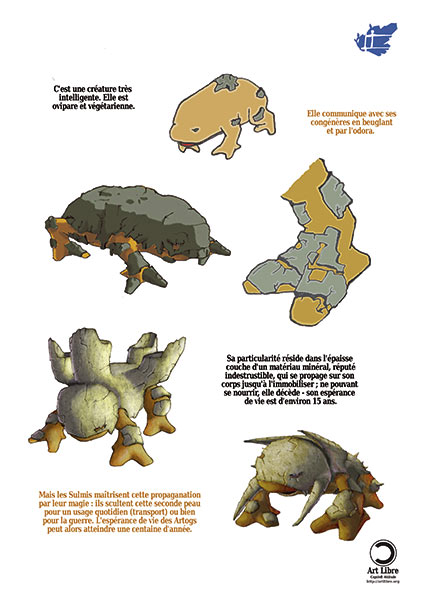 C'est une créature très
intelligente. Elle est
ovipare et végétarienne.
Elle communique avec ses
congénères en beuglant
et par l'odora.
Sa particularité réside dans l'épaisse
couche d'un matériau minéral, réputé
indestrustible, qui se propage sur son
corps jusqu'à l'immobiliser ; ne pouvant
se nourrir, elle décède - son espérance
de vie est d'environ 15 ans.
Mais les Sulmis maîtrisent cette propaganation
par leur magie : ils scultent cette seconde peau
pour un usage quotidien (transport) ou bien
pour la guerre. L'espérance de vie des Artogs
peut alors atteindre une centaine d'année.
Art Libre
Copyleft Attitude
http://artlibre.org